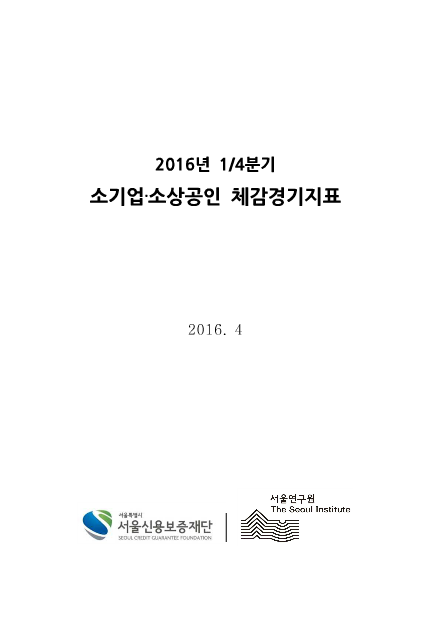 2016년 1/4분기
소기업·소상공인 체감경기지표
2016. 4
서울특별시
서울신용보증재단
SEOUL CREDIT GUARANTEE FOUNDATION
서울연구원
The Seoul Institute